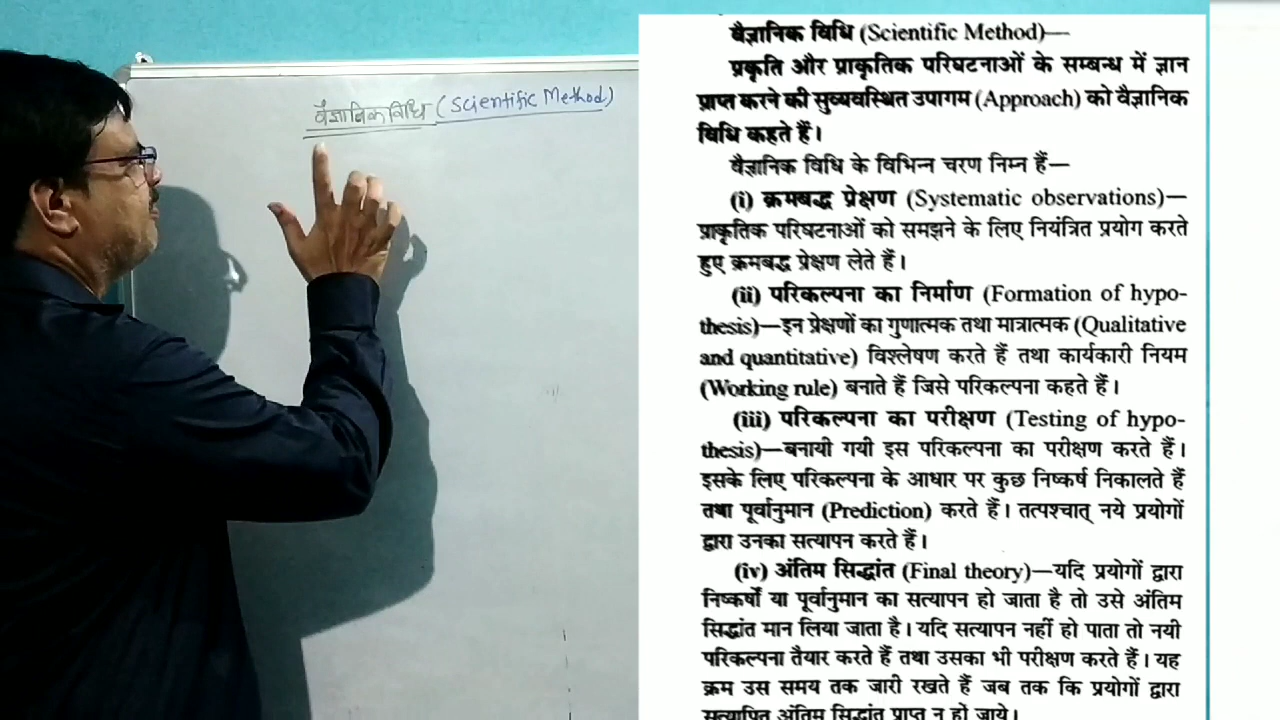 वैज्ञानिक विधि (Scientific Method)
वैज्ञानिक विधि (Scientific Method)—
प्रकृति और प्राकृतिक परिघटनाओं के सम्बन्ध में ज्ञान
प्राप्त करने की सुव्यवस्थित उपागम (Approach) को वैज्ञानिक
विधि कहते हैं।
वैज्ञानिक विधि के विभिन्न चरण निम्न हैं—
(i) क्रमबद्ध प्रेक्षण (Systematic observations)—
प्राकृतिक परिघटनाओं को समझने के लिए नियंत्रित प्रयोग करते
हुए क्रमबद्ध प्रेक्षण लेते हैं।
(ii) परिकल्पना का निर्माण (Formation of hypo-
thesis)—इन प्रेक्षणों का गुणात्मक तथा मात्रात्मक (Qualitative
and quantitative) विश्लेषण करते हैं तथा कार्यकारी नियम
(Working rule) बनाते हैं जिसे परिकल्पना कहते हैं।
(iii) परिकल्पना का परीक्षण (Testing of hypo-
thesis)—बनायी गयी इस परिकल्पना का परीक्षण करते हैं।
इसके लिए परिकल्पना के आधार पर कुछ निष्कर्ष निकालते हैं
तथा पूर्वानुमान (Prediction) करते हैं। तत्पश्चात् नये प्रयोगों
द्वारा उनका सत्यापन करते हैं।
(iv) अंतिम सिद्धांत (Final theory)—यदि प्रयोगों द्वारा
निष्कर्षों या पूर्वानुमान का सत्यापन हो जाता है तो उसे अंतिम
सिद्धांत मान लिया जाता है। यदि सत्यापन नहीं हो पाता तो नयी
परिकल्पना तैयार करते हैं तथा उसका भी परीक्षण करते हैं। यह
क्रम उस समय तक जारी रखते हैं जब तक कि प्रयोगों द्वारा
सत्यापित अंतिम सिद्धांत प्राप्त न हो जाये।